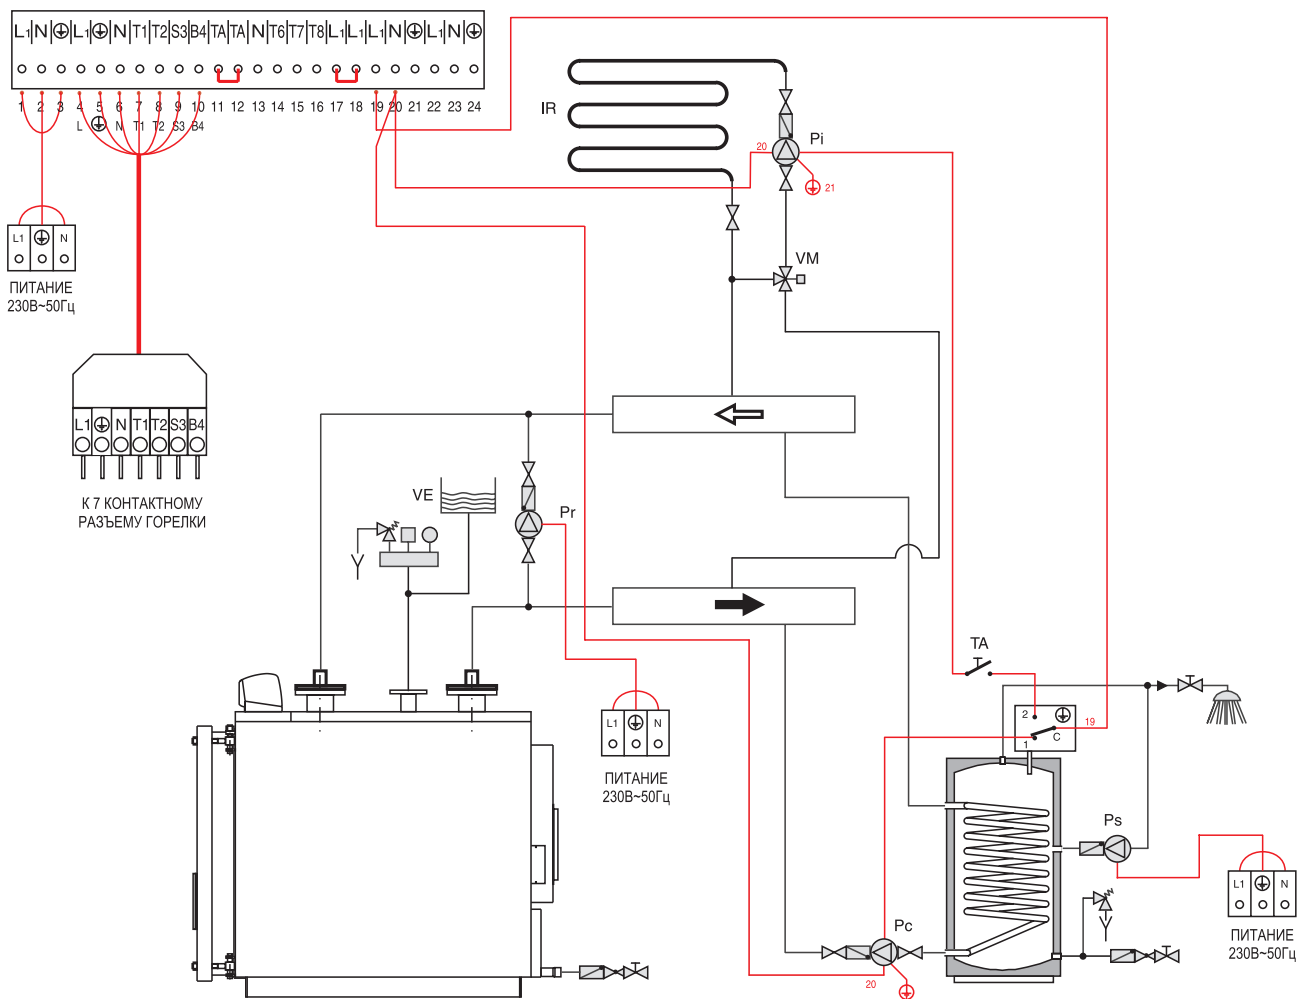 L1 N ⏚ L1 ⏚ N T1 T2 S3 B4 TA TA N T6 T7 T8 L1 L1 L1 N ⏚ L1 N ⏚
1 2 3 4 5 6 7 8 9 10 11 12 13 14 15 16 17 18 19 20 21 22 23 24
L ⏚ N T1 T2 S3 B4
IR
Pi
20
21
L1 ⏚ N
ПИТАНИЕ
230В~50Гц
VM
L1 ⏚ N T1 T2 S3 B4
К 7 КОНТАКТНОМУ
РАЗЪЕМУ ГОРЕЛКИ
VE
Pr
TA
2
1
C
19
L1 ⏚ N
ПИТАНИЕ
230В~50Гц
Ps
L1 ⏚ N
ПИТАНИЕ
230В~50Гц
Pc
20